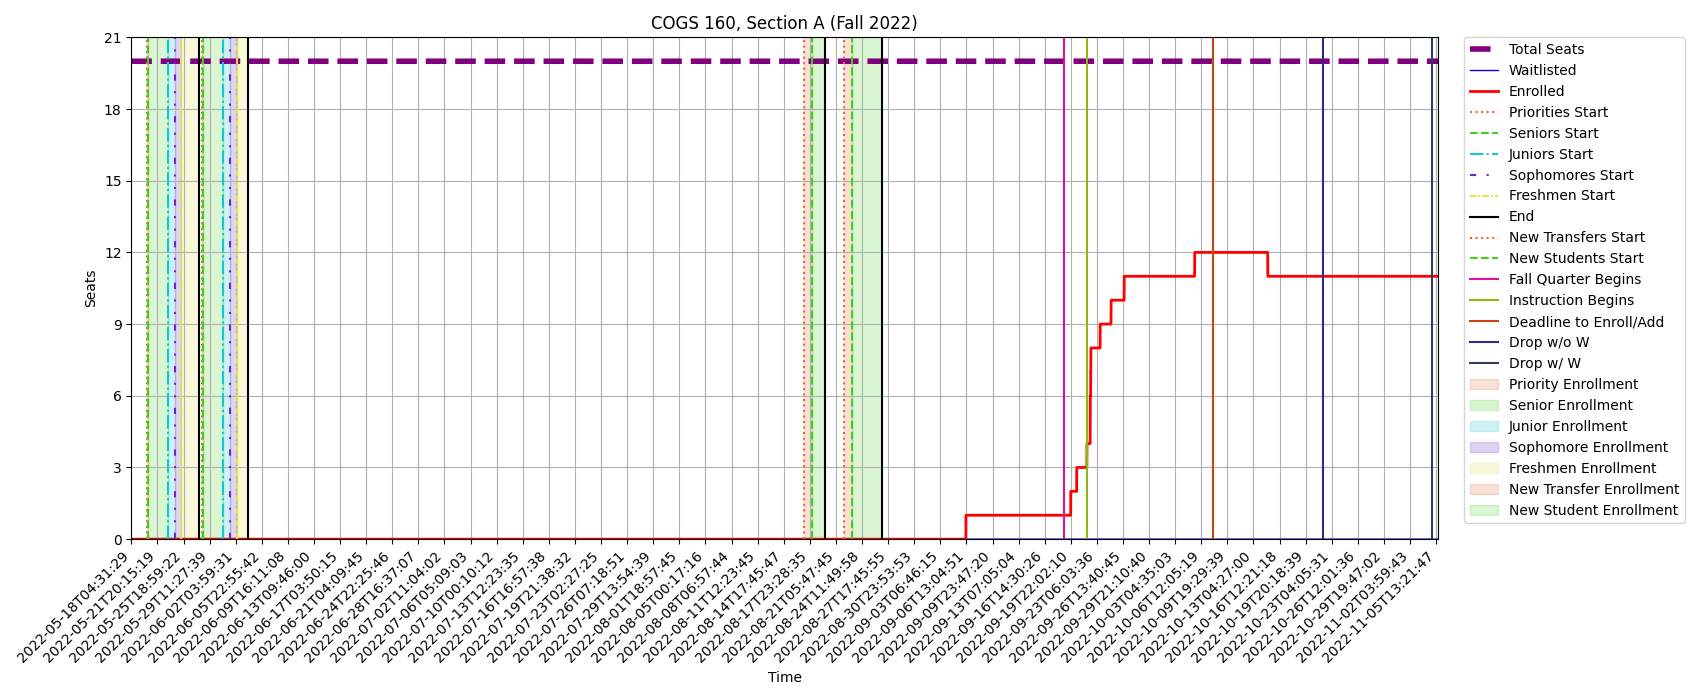 COGS 160, Section A (Fall 2022)
21
18
15
12
9
6
3
0
Seats
2022-05-18T04:31:29
2022-05-21T20:15:19
2022-05-25T18:59:22
2022-05-29T11:27:39
2022-06-02T03:59:31
2022-06-05T22:55:42
2022-06-09T16:11:08
2022-06-13T09:46:00
2022-06-17T03:50:15
2022-06-21T04:09:45
2022-06-24T22:25:46
2022-06-28T16:37:07
2022-07-02T11:04:02
2022-07-06T05:09:03
2022-07-10T00:10:12
2022-07-13T12:23:35
2022-07-16T16:57:38
2022-07-19T21:38:32
2022-07-23T02:27:25
2022-07-26T07:18:51
2022-07-29T13:54:39
2022-08-01T18:57:45
2022-08-05T00:17:16
2022-08-08T06:57:44
2022-08-11T12:23:45
2022-08-14T17:45:47
2022-08-17T23:28:35
2022-08-21T05:47:45
2022-08-24T11:49:58
2022-08-27T17:45:55
2022-08-30T23:53:53
2022-09-03T06:46:15
2022-09-06T13:04:51
2022-09-09T23:47:20
2022-09-13T07:05:04
2022-09-16T14:30:26
2022-09-19T22:02:10
2022-09-23T06:03:36
2022-09-26T13:40:45
2022-09-29T21:10:40
2022-10-03T04:35:03
2022-10-06T12:05:19
2022-10-09T19:29:39
2022-10-13T04:27:00
2022-10-16T12:21:18
2022-10-19T20:18:39
2022-10-23T04:05:31
2022-10-26T12:01:36
2022-10-29T19:47:02
2022-11-02T03:59:43
2022-11-05T13:21:47
Time
Total Seats
Waitlisted
Enrolled
Priorities Start
Seniors Start
Juniors Start
Sophomores Start
Freshmen Start
End
New Transfers Start
New Students Start
Fall Quarter Begins
Instruction Begins
Deadline to Enroll/Add
Drop w/o W
Drop w/ W
Priority Enrollment
Senior Enrollment
Junior Enrollment
Sophomore Enrollment
Freshmen Enrollment
New Transfer Enrollment
New Student Enrollment